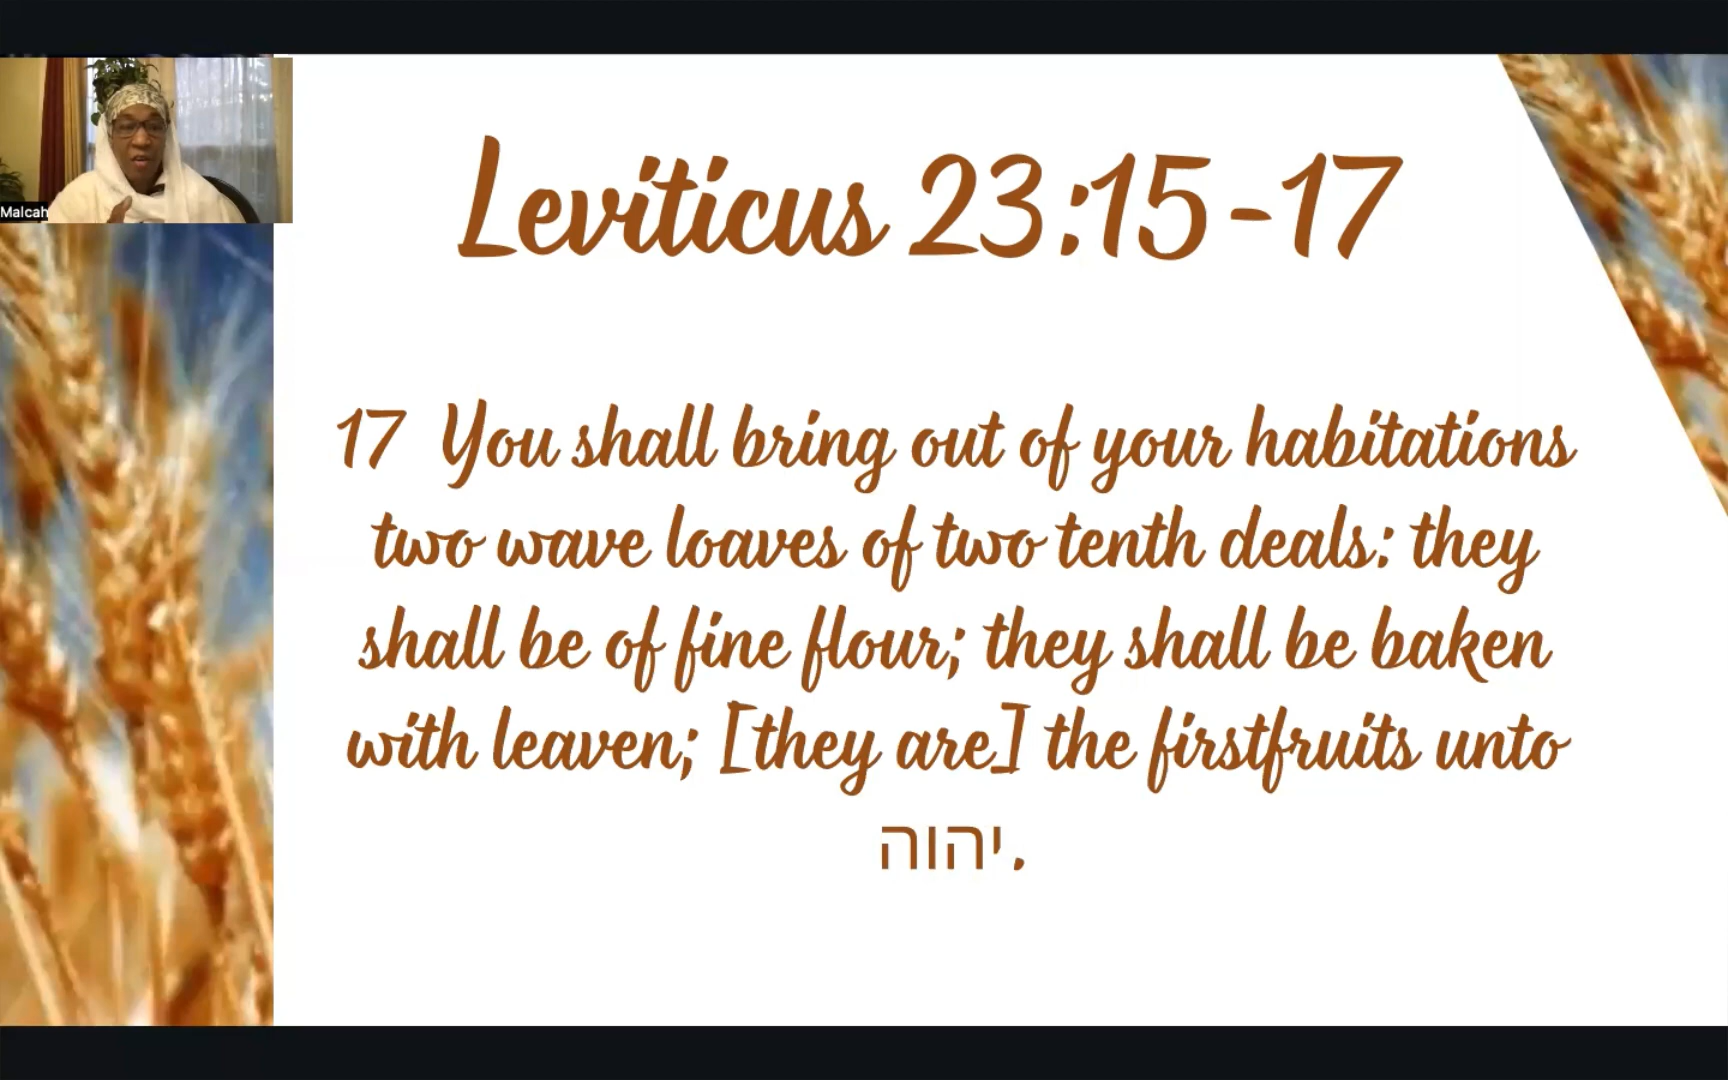 Malcah
Leviticus 23:15-17
17 You shall bring out of your habitations
two wave loaves of two tenth deals: they
shall be of fine flour; they shall be baken
with leaven; [they are] the firstfruits unto
יהוה.